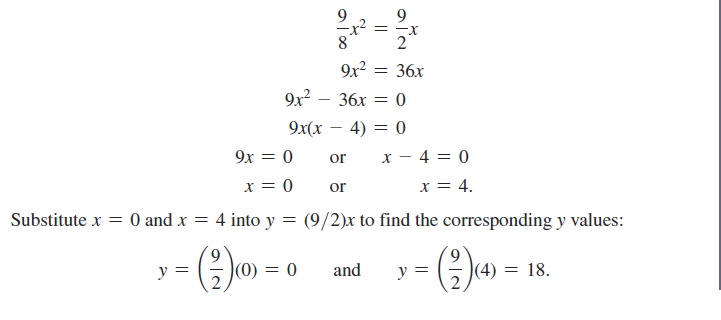 9/8 x² = 9/2 x
9x² = 36x
9x² − 36x = 0
9x(x − 4) = 0
9x = 0 or x − 4 = 0
x = 0 or x = 4.
Substitute x = 0 and x = 4 into y = (9/2)x to find the corresponding y values:
y = (9/2)(0) = 0 and y = (9/2)(4) = 18.